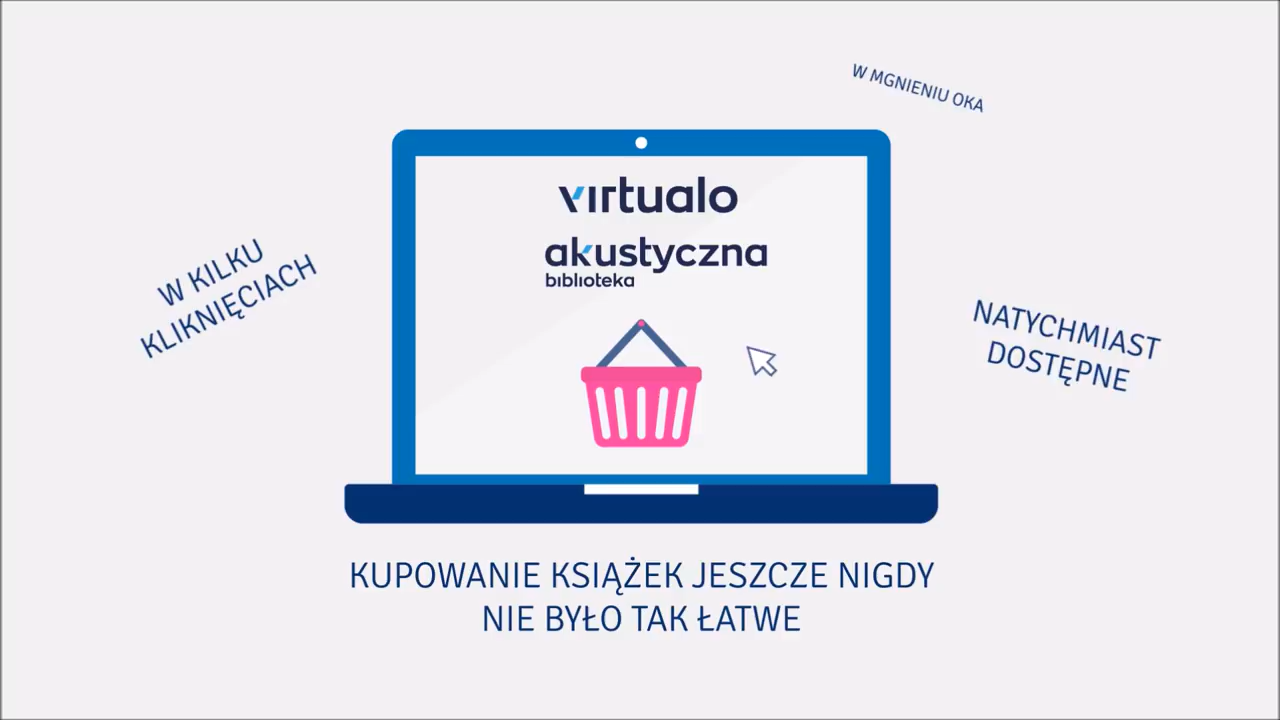 W MGNIENIU OKA
virtualo
akustyczna
biblioteka
W KILKU
KLIKNIĘCIACH
NATYCHMIAST
DOSTĘPNE
KUPOWANIE KSIĄŻEK JESZCZE NIGDY
NIE BYŁO TAK ŁATWE